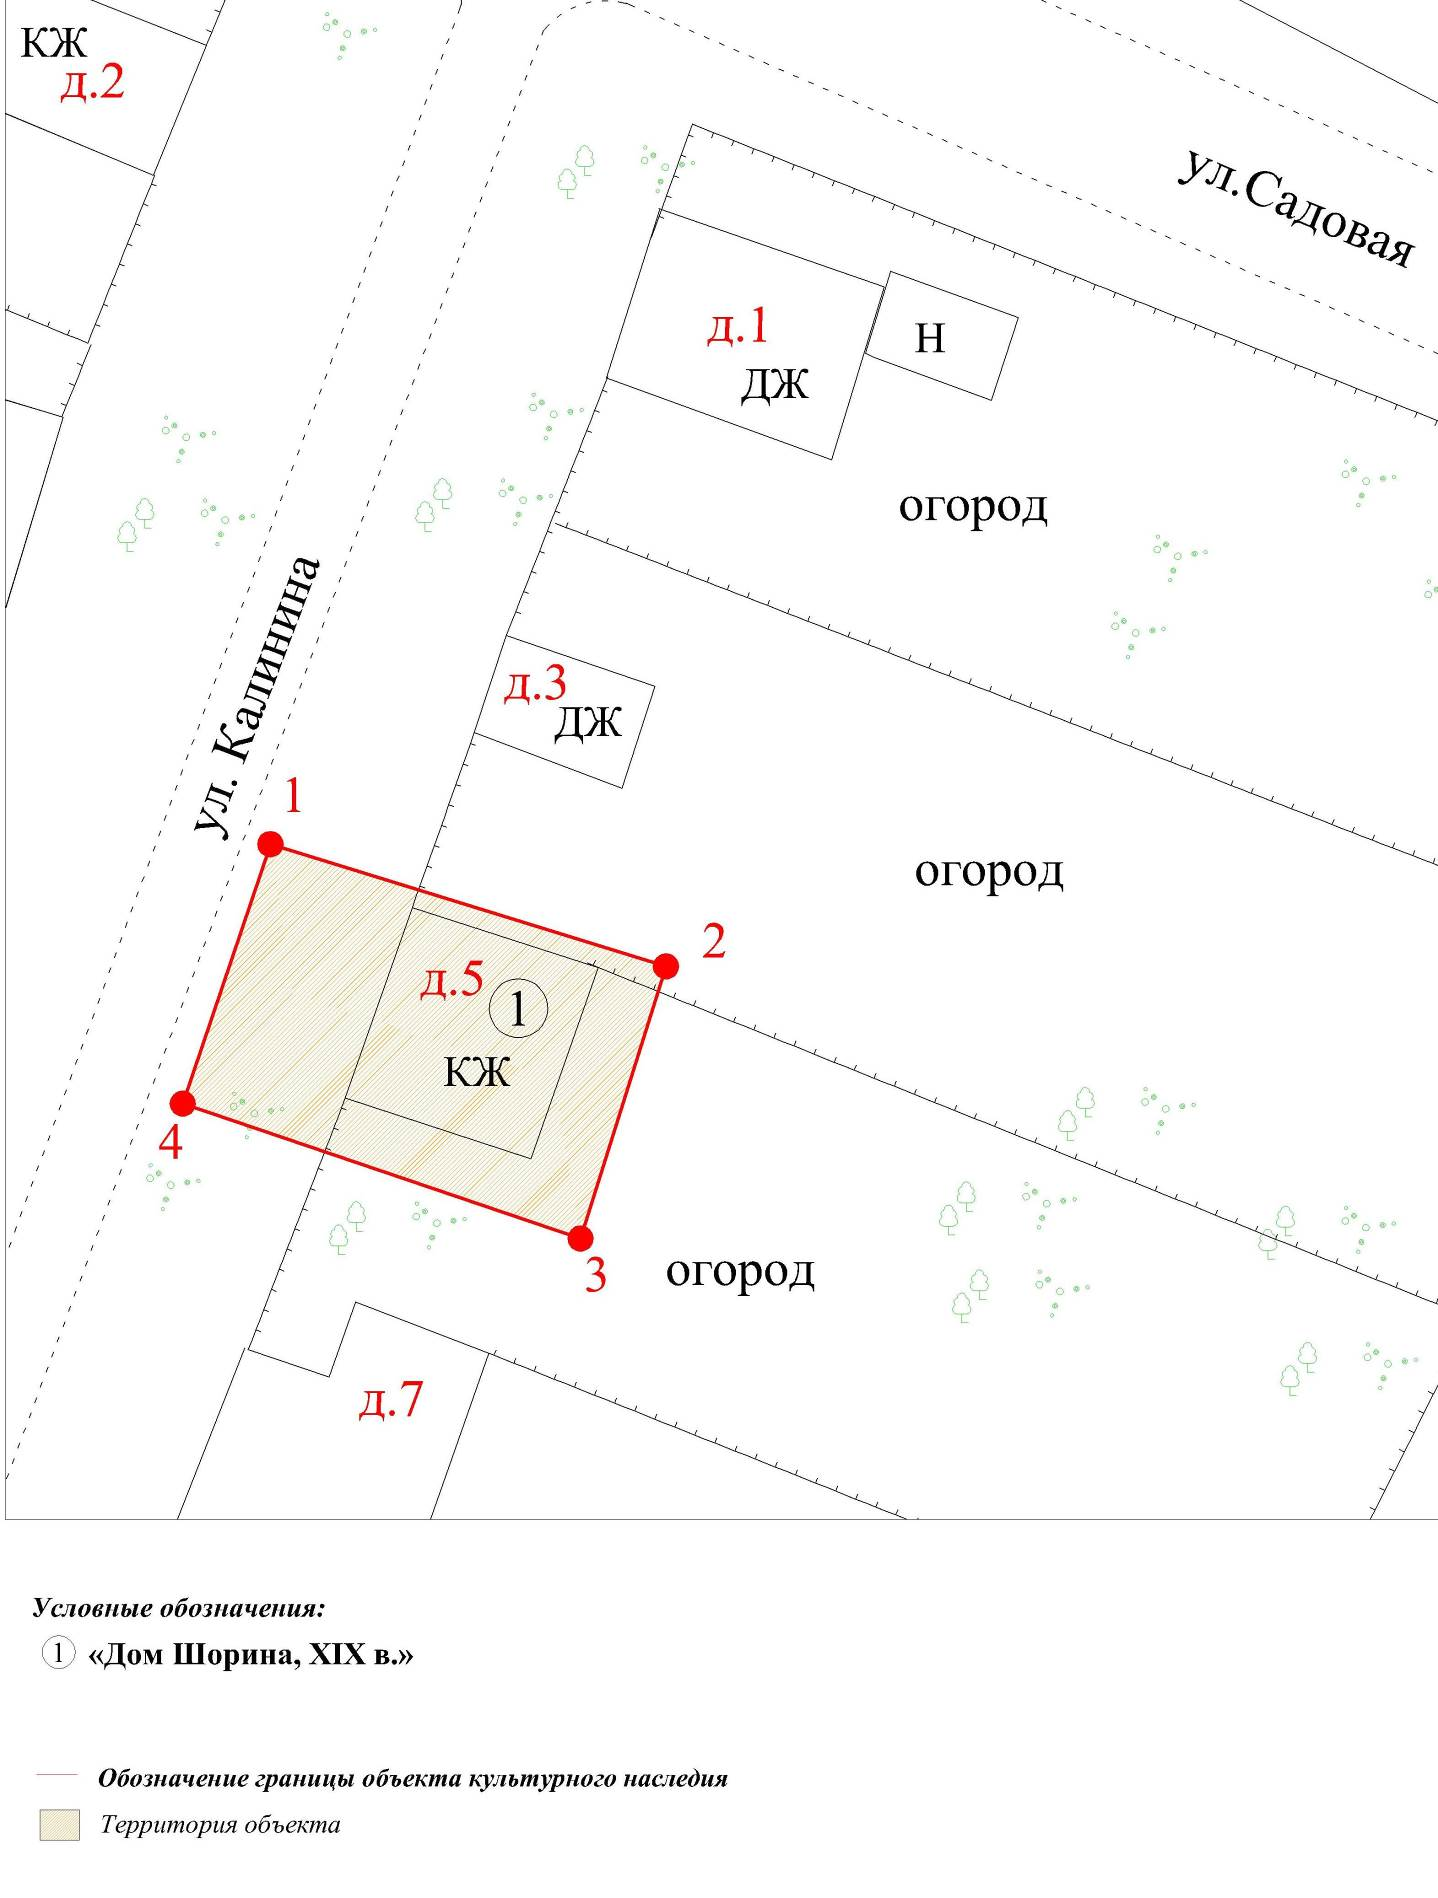 КЖ
д.2
ул.Садовая
д.1
ДЖ
Н
огород
ул. Калинина
д.3
ДЖ
1
огород
2
д.5
1
КЖ
4
3
огород
д.7
Условные обозначения:
1 «Дом Шорина, XIX в.»
Обозначение границы объекта культурного наследия
Территория объекта